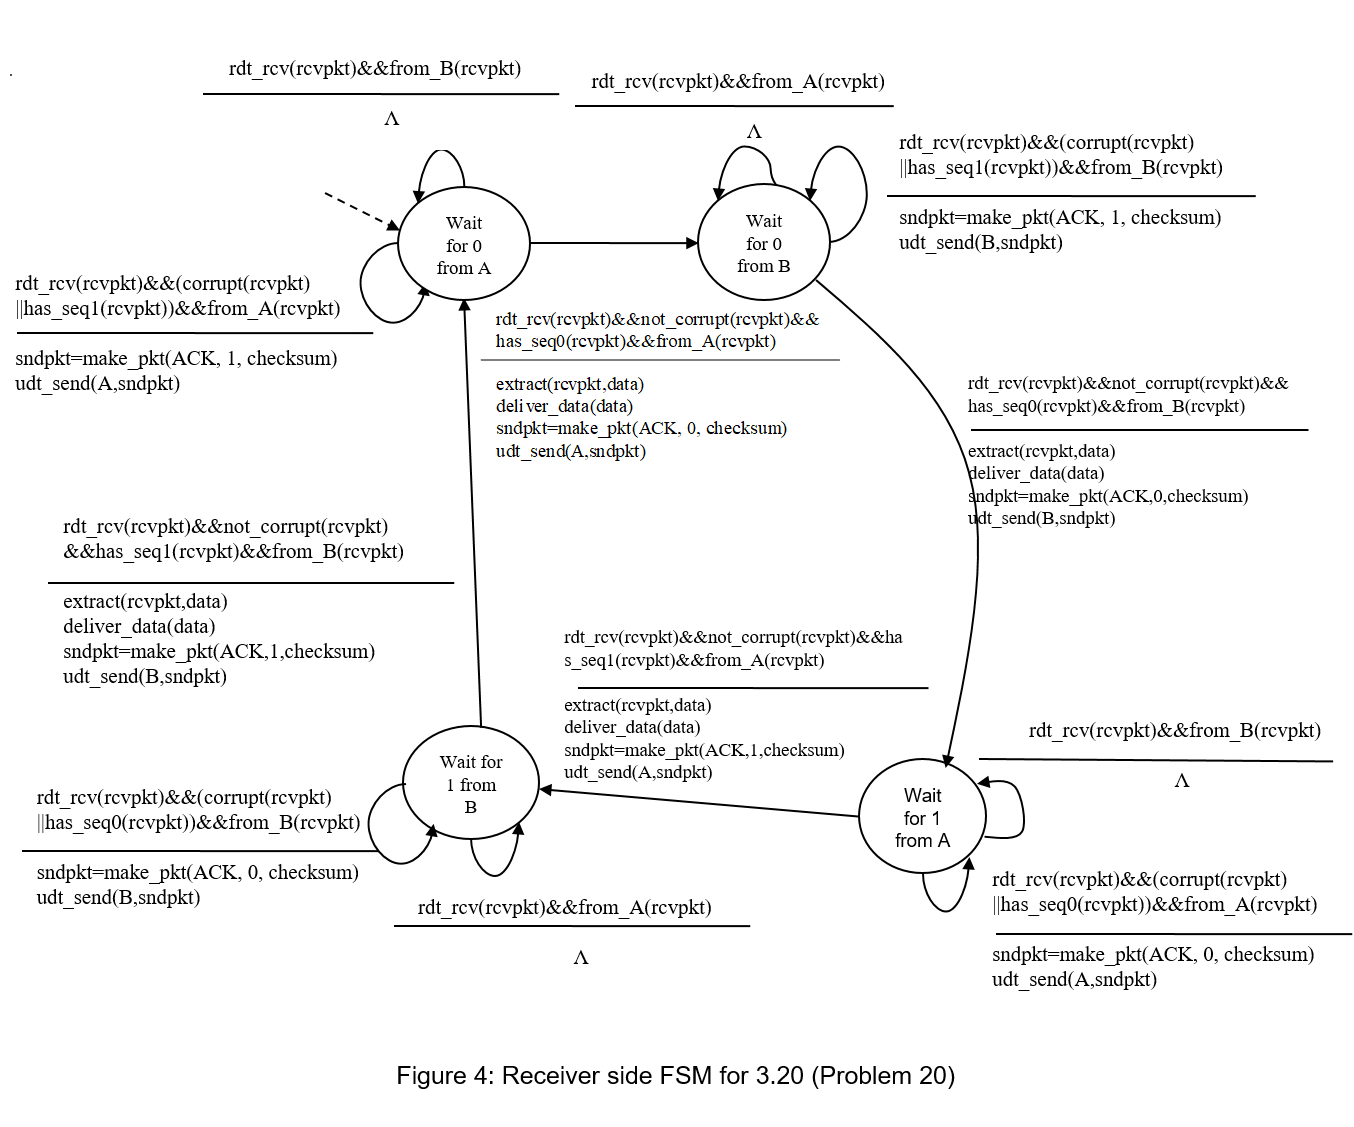 rdt_rcv(rcvpkt)&&from_B(rcvpkt)
Λ
rdt_rcv(rcvpkt)&&from_A(rcvpkt)
Λ
rdt_rcv(rcvpkt)&&(corrupt(rcvpkt)
||has_seq1(rcvpkt))&&from_B(rcvpkt)
sndpkt=make_pkt(ACK, 1, checksum)
udt_send(B,sndpkt)
Wait
for 0
from A
Wait
for 0
from B
rdt_rcv(rcvpkt)&&(corrupt(rcvpkt)
||has_seq1(rcvpkt))&&from_A(rcvpkt)
sndpkt=make_pkt(ACK, 1, checksum)
udt_send(A,sndpkt)
rdt_rcv(rcvpkt)&&not_corrupt(rcvpkt)&&
has_seq0(rcvpkt)&&from_A(rcvpkt)
extract(rcvpkt,data)
deliver_data(data)
sndpkt=make_pkt(ACK, 0, checksum)
udt_send(A,sndpkt)
rdt_rcv(rcvpkt)&&not_corrupt(rcvpkt)&&
has_seq0(rcvpkt)&&from_B(rcvpkt)
extract(rcvpkt,data)
deliver_data(data)
sndpkt=make_pkt(ACK,0,checksum)
udt_send(B,sndpkt)
rdt_rcv(rcvpkt)&&not_corrupt(rcvpkt)
&&has_seq1(rcvpkt)&&from_B(rcvpkt)
extract(rcvpkt,data)
deliver_data(data)
sndpkt=make_pkt(ACK,1,checksum)
udt_send(B,sndpkt)
rdt_rcv(rcvpkt)&&not_corrupt(rcvpkt)&&ha
s_seq1(rcvpkt)&&from_A(rcvpkt)
extract(rcvpkt,data)
deliver_data(data)
sndpkt=make_pkt(ACK,1,checksum)
udt_send(A,sndpkt)
rdt_rcv(rcvpkt)&&from_B(rcvpkt)
Λ
Wait for
1 from
B
Wait
for 1
from A
rdt_rcv(rcvpkt)&&(corrupt(rcvpkt)
||has_seq0(rcvpkt))&&from_B(rcvpkt)
sndpkt=make_pkt(ACK, 0, checksum)
udt_send(B,sndpkt)
rdt_rcv(rcvpkt)&&from_A(rcvpkt)
Λ
rdt_rcv(rcvpkt)&&(corrupt(rcvpkt)
||has_seq0(rcvpkt))&&from_A(rcvpkt)
sndpkt=make_pkt(ACK, 0, checksum)
udt_send(A,sndpkt)
Figure 4: Receiver side FSM for 3.20 (Problem 20)